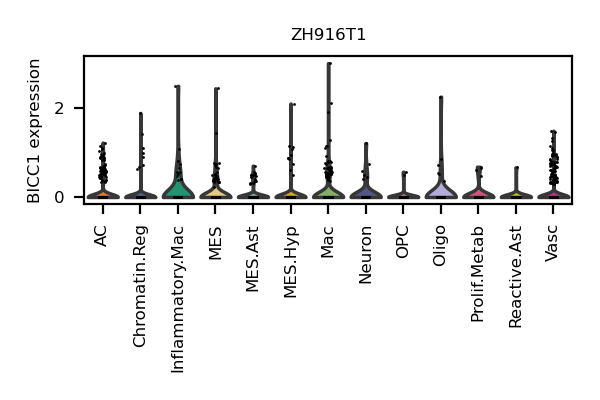 ZH916T1
BICC1 expression
2
0
AC
Chromatin.Reg
Inflammatory.Mac
MES
MES.Ast
MES.Hyp
Mac
Neuron
OPC
Oligo
Prolif.Metab
Reactive.Ast
Vasc